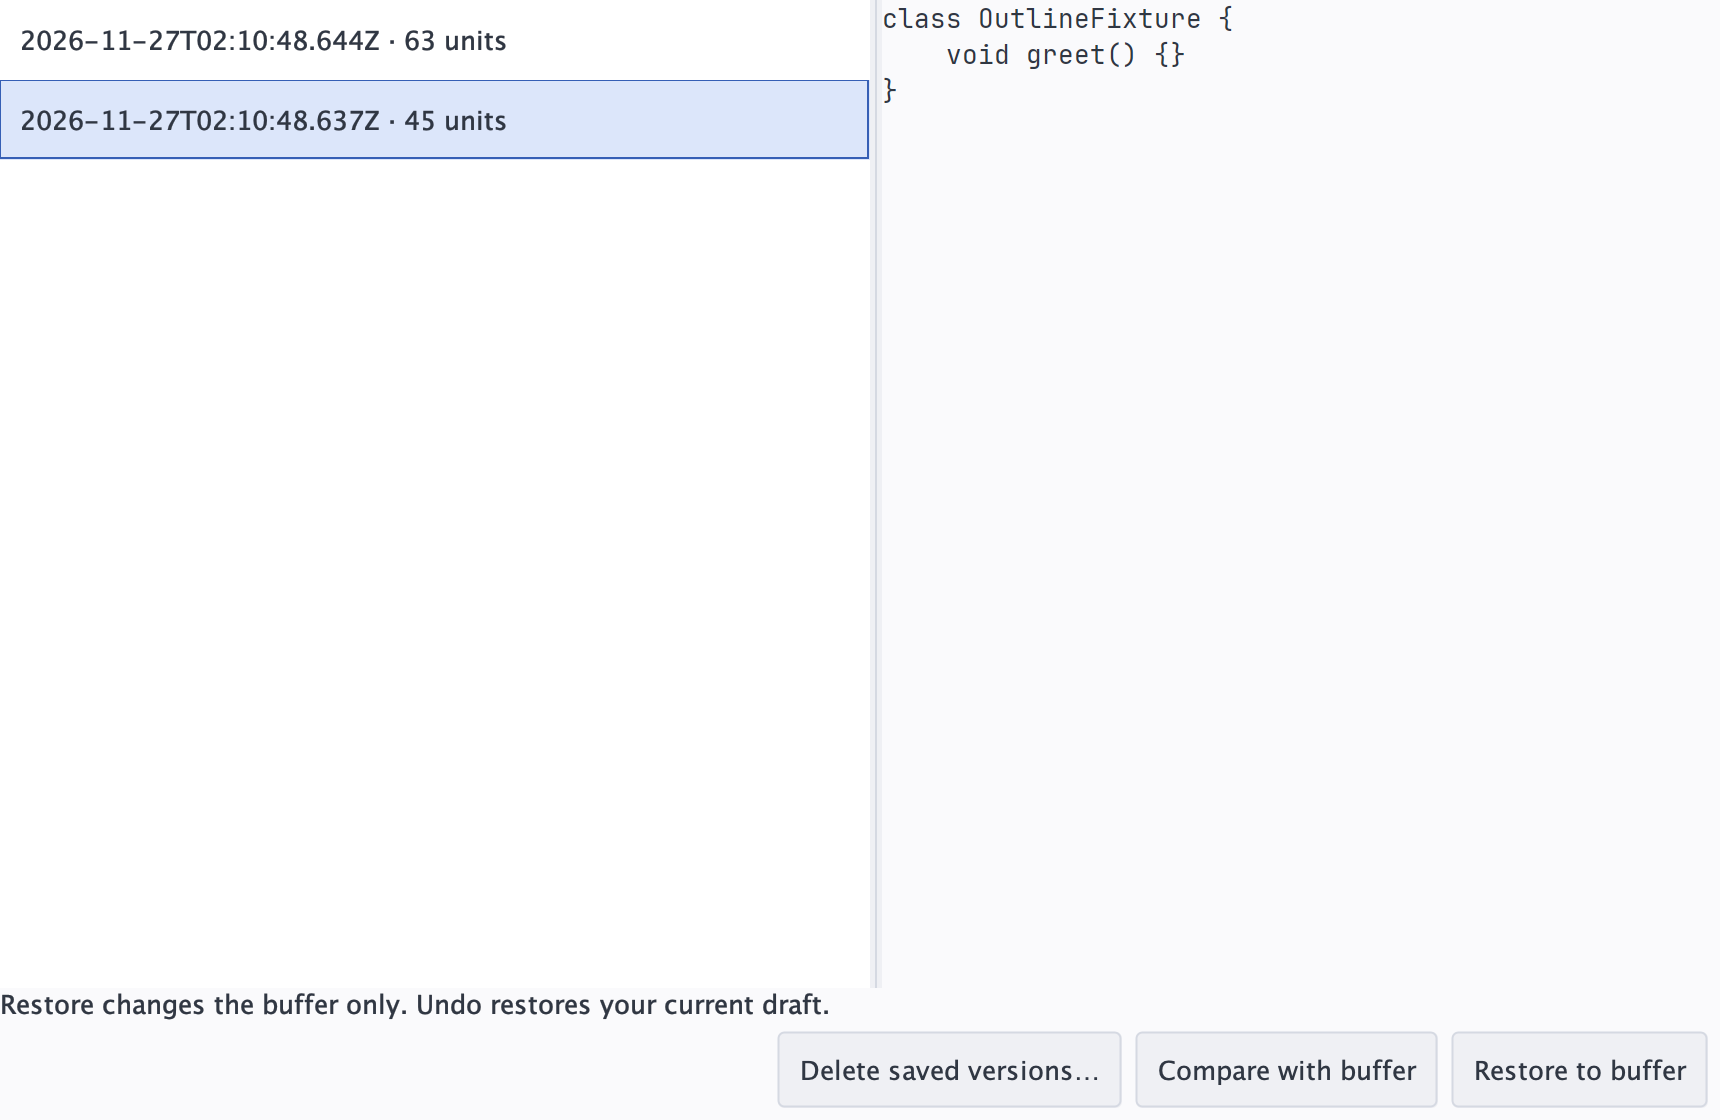 2026-11-27T02:10:48.644Z · 63 units
2026-11-27T02:10:48.637Z · 45 units
class OutlineFixture {
    void greet() {}
}
Restore changes the buffer only. Undo restores your current draft.
Delete saved versions...
Compare with buffer
Restore to buffer